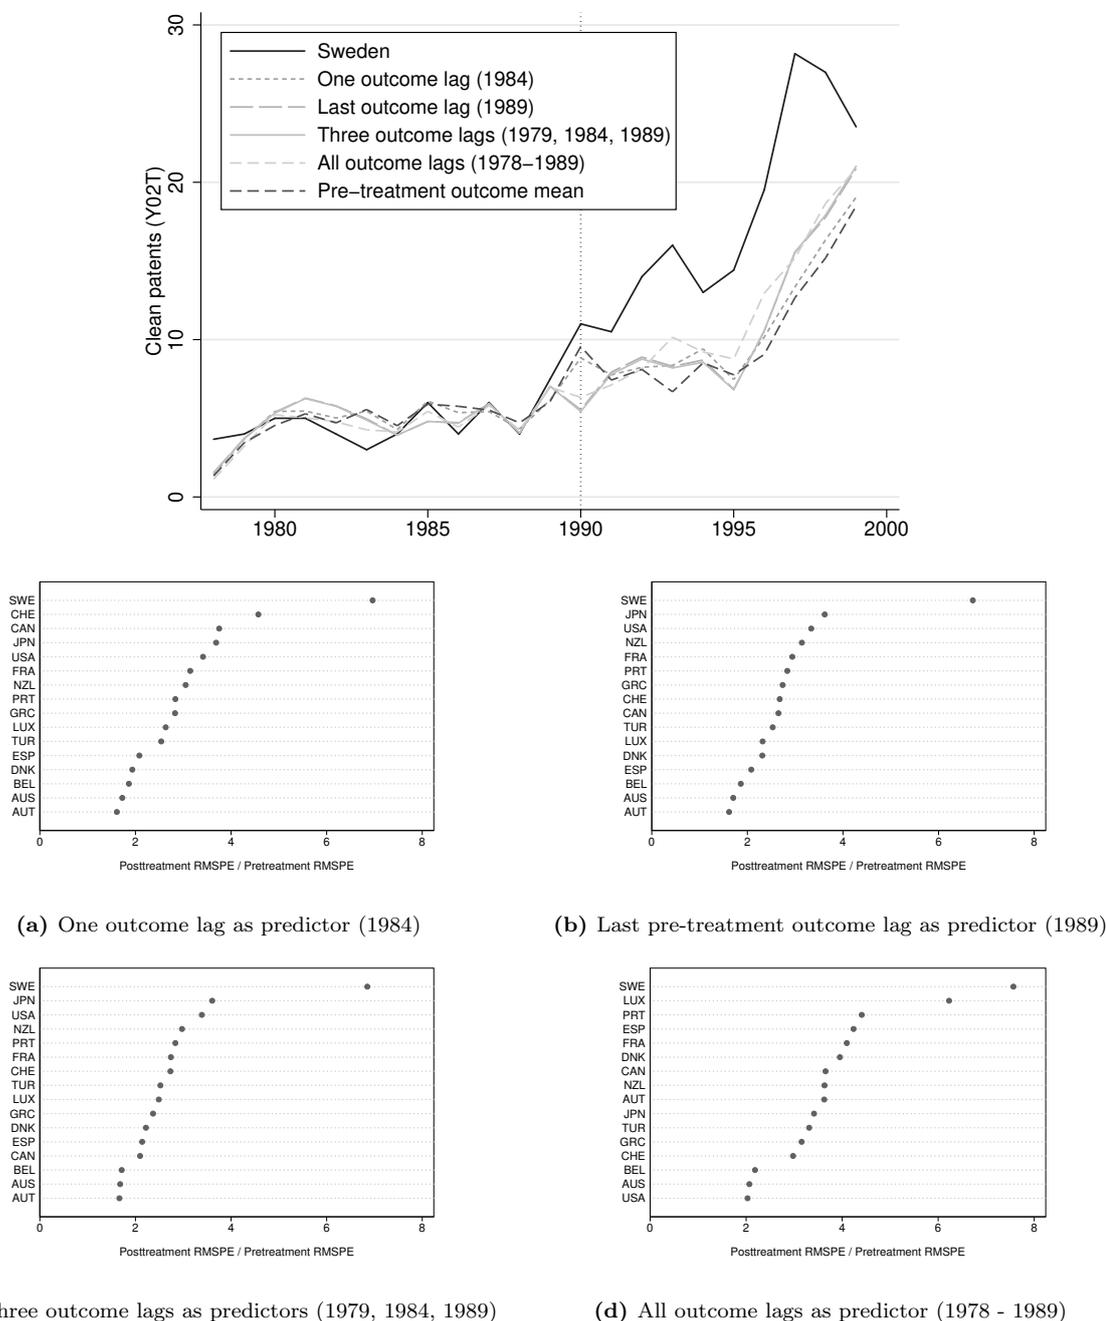 30
20
10
0
Clean patents (Y02T)
Sweden
One outcome lag (1984)
Last outcome lag (1989)
Three outcome lags (1979, 1984, 1989)
All outcome lags (1978−1989)
Pre−treatment outcome mean
1980 1985 1990 1995 2000
SWE
CHE
CAN
JPN
USA
FRA
NZL
PRT
GRC
LUX
TUR
ESP
DNK
BEL
AUS
AUT
0 2 4 6 8
Posttreatment RMSPE / Pretreatment RMSPE
(a) One outcome lag as predictor (1984)
SWE
JPN
USA
NZL
FRA
PRT
GRC
CHE
CAN
TUR
LUX
DNK
ESP
BEL
AUS
AUT
0 2 4 6 8
Posttreatment RMSPE / Pretreatment RMSPE
(b) Last pre-treatment outcome lag as predictor (1989)
SWE
JPN
USA
NZL
PRT
FRA
CHE
TUR
LUX
GRC
DNK
ESP
CAN
BEL
AUS
AUT
0 2 4 6 8
Posttreatment RMSPE / Pretreatment RMSPE
hree outcome lags as predictors (1979, 1984, 1989)
SWE
LUX
PRT
ESP
FRA
DNK
CAN
NZL
AUT
JPN
TUR
GRC
CHE
BEL
AUS
USA
0 2 4 6 8
Posttreatment RMSPE / Pretreatment RMSPE
(d) All outcome lags as predictor (1978 - 1989)